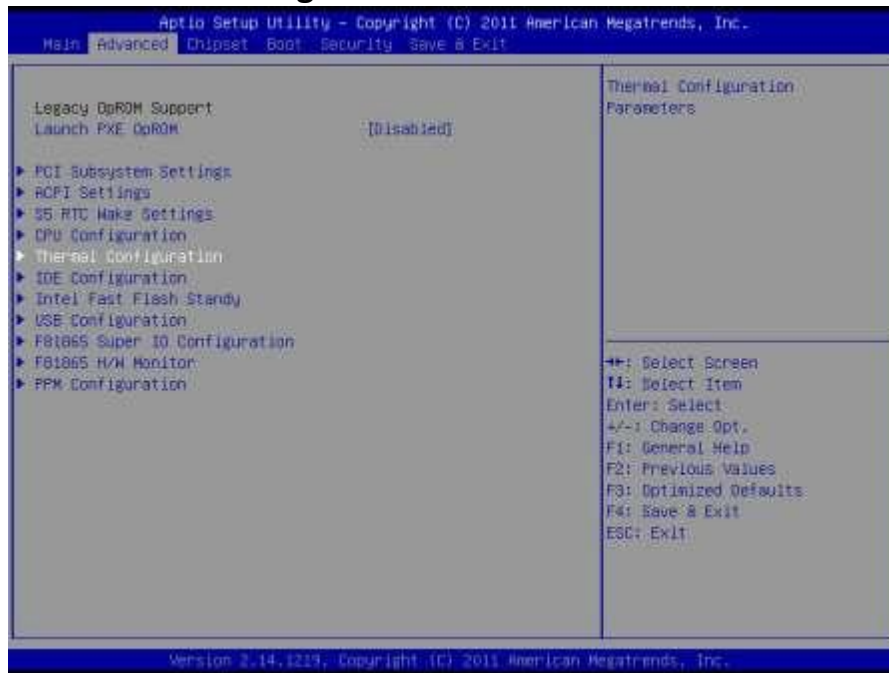 Aptio Setup Utility – Copyright (C) 2011 American Megatrends, Inc.
Main Advanced Chipset Boot Security Save & Exit
Legacy OpROM Support
Launch PXE OpROM [Disabled]
PCI Subsystem Settings
ACPI Settings
S5 RTC Wake Settings
CPU Configuration
Thermal Configuration
IDE Configuration
Intel Fast Flash Standy
USB Configuration
F81865 Super IO Configuration
F81865 H/W Monitor
PPM Configuration
Thermal Configuration
Parameters
→←: Select Screen
↑↓: Select Item
Enter: Select
+/-: Change Opt.
F1: General Help
F2: Previous Values
F3: Optimized Defaults
F4: Save & Exit
ESC: Exit
Version 2.14.1219. Copyright (C) 2011 American Megatrends, Inc.